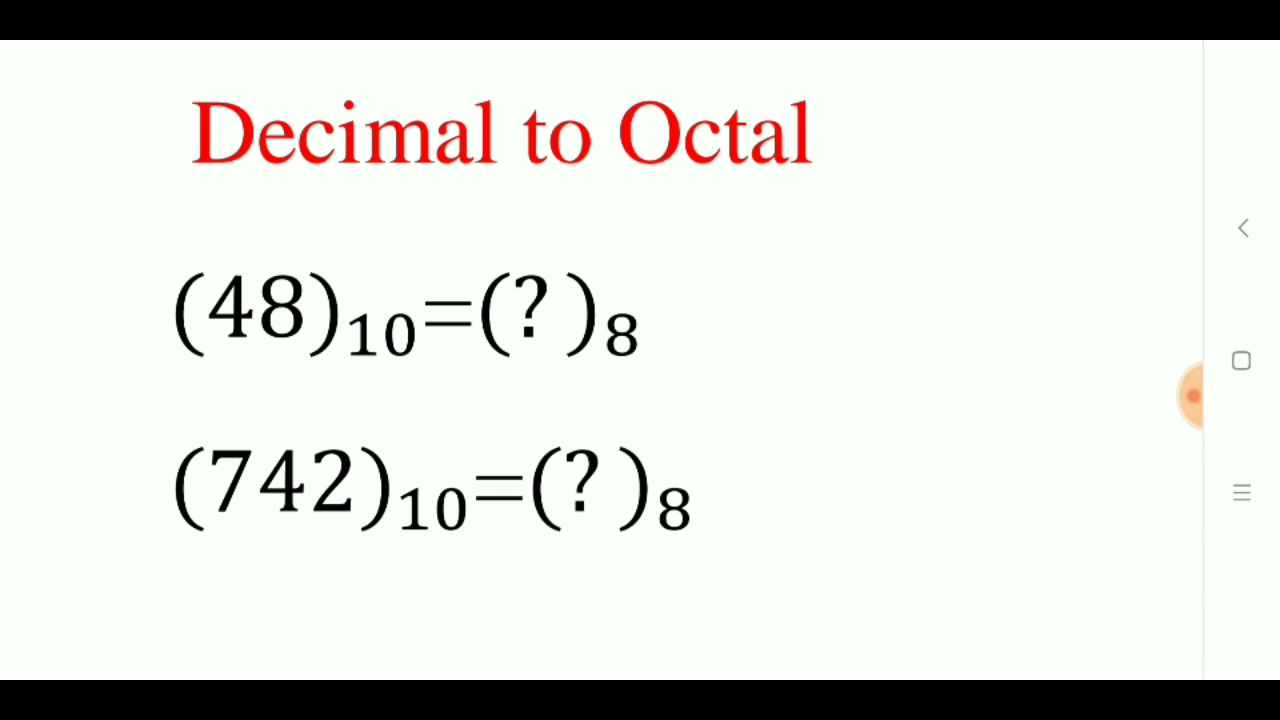 Decimal to Octal
(48)₁₀=(? )₈
(742)₁₀=(? )₈